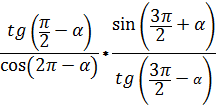 tg(π/2 − α) / cos(2π − α) * sin(3π/2 + α) / tg(3π/2 − α)